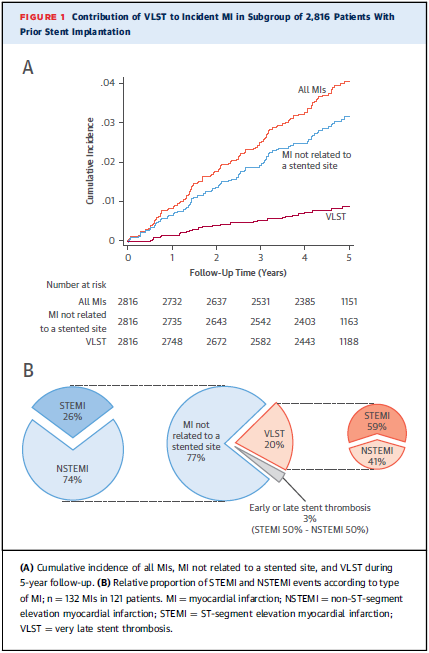 FIGURE 1 Contribution of VLST to Incident MI in Subgroup of 2,816 Patients With
Prior Stent Implantation
A
.04
.03
.02
.01
0
Cumulative Incidence
All MIs
MI not related to
a stented site
VLST
0 1 2 3 4 5
Follow-Up Time (Years)
Number at risk
All MIs 2816 2732 2637 2531 2385 1151
MI not related
to a stented site 2816 2735 2643 2542 2403 1163
VLST 2816 2748 2672 2582 2443 1188
B
STEMI
26%
NSTEMI
74%
MI not
related to a
stented site
77%
VLST
20%
STEMI
59%
NSTEMI
41%
Early or late stent thrombosis
3%
(STEMI 50% - NSTEMI 50%)
(A) Cumulative incidence of all MIs, MI not related to a stented site, and VLST during
5-year follow-up. (B) Relative proportion of STEMI and NSTEMI events according to type
of MI; n = 132 MIs in 121 patients. MI = myocardial infarction; NSTEMI = non-ST-segment
elevation myocardial infarction; STEMI = ST-segment elevation myocardial infarction;
VLST = very late stent thrombosis.